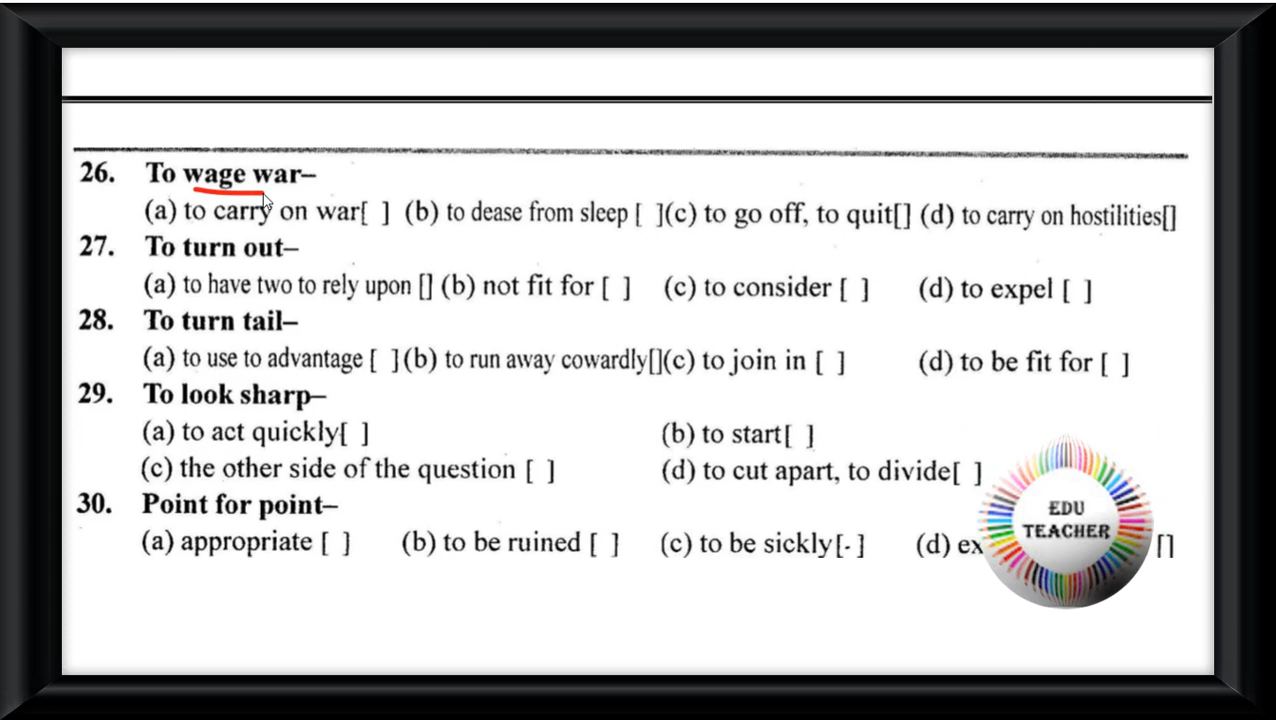 26. To wage war–
(a) to carry on war[ ] (b) to dease from sleep [ ](c) to go off, to quit[] (d) to carry on hostilities[]
27. To turn out–
(a) to have two to rely upon [] (b) not fit for [ ] (c) to consider [ ] (d) to expel [ ]
28. To turn tail–
(a) to use to advantage [ ](b) to run away cowardly[](c) to join in [ ] (d) to be fit for [ ]
29. To look sharp–
(a) to act quickly[ ] (b) to start[ ]
(c) the other side of the question [ ] (d) to cut apart, to divide[ ]
30. Point for point–
(a) appropriate [ ] (b) to be ruined [ ] (c) to be sickly[-] (d) []
EDU
TEACHER